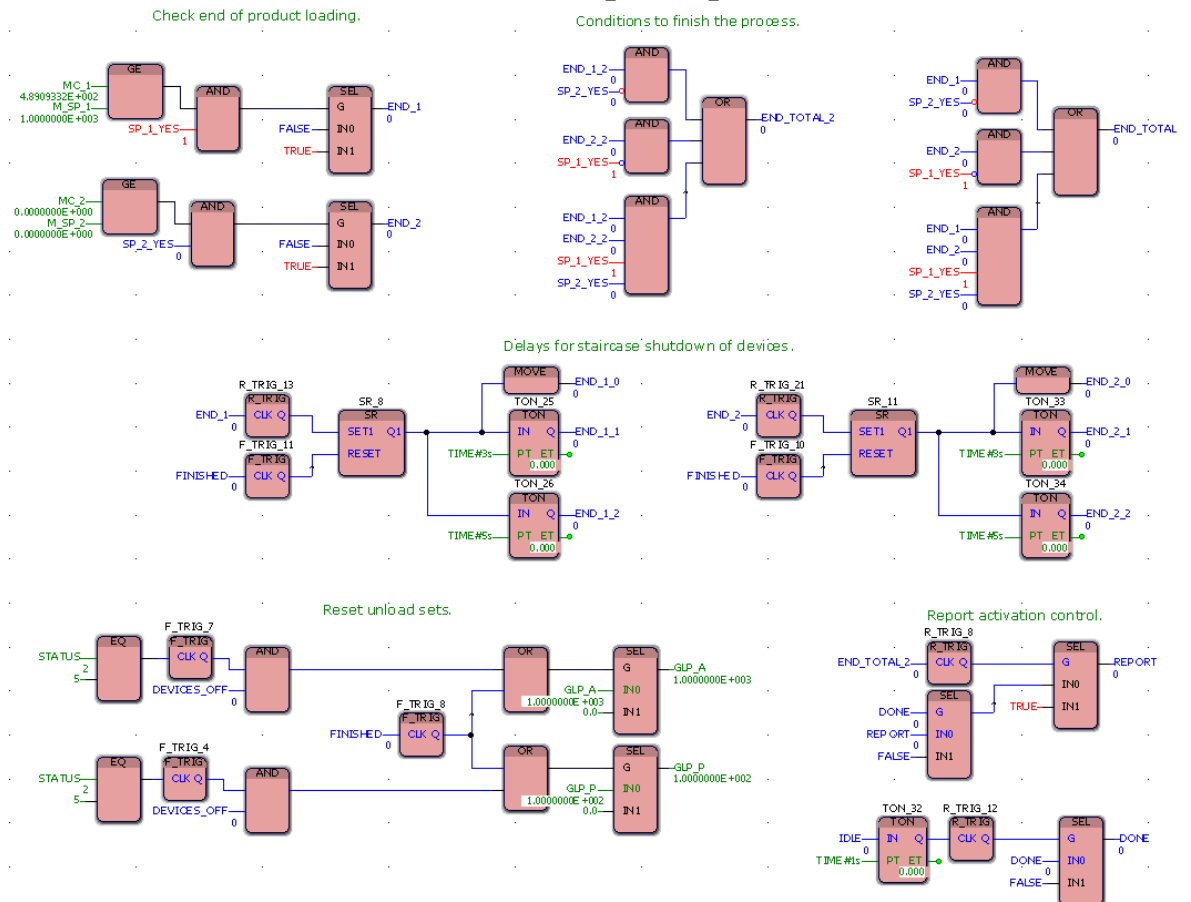 Check end of product loading.
GE
MC_1
4.8909332E+002
M_SP_1
1.0000000E+003
AND
SP_1_YES
1
SEL
G
END_1
0
FALSE
IN0
TRUE
IN1
GE
MC_2
0.0000000E+000
M_SP_2
0.0000000E+000
AND
SP_2_YES
0
SEL
G
END_2
0
FALSE
IN0
TRUE
IN1
Conditions to finish the process.
AND
END_1_2
0
SP_2_YES
0
AND
END_2_2
0
SP_1_YES
1
AND
END_1_2
0
END_2_2
0
SP_1_YES
1
SP_2_YES
0
OR
END_TOTAL_2
0
AND
END_1
0
SP_2_YES
0
AND
END_2
0
SP_1_YES
1
AND
END_1
0
END_2
0
SP_1_YES
1
SP_2_YES
0
OR
END_TOTAL
0
Delays for staircase shutdown of devices.
R_TRIG_13
R_TRIG
END_1
0
CLK Q
F_TRIG_11
F_TRIG
FINISHED
0
CLK Q
SR_8
SR
SET1 Q1
RESET
MOVE
END_1_0
0
TON_25
TON
IN Q
END_1_1
0
TIME#3s
PT ET
0.000
TON_26
TON
IN Q
END_1_2
0
TIME#5s
PT ET
0.000
R_TRIG_21
R_TRIG
END_2
0
CLK Q
F_TRIG_10
F_TRIG
FINISHED
0
CLK Q
SR_11
SR
SET1 Q1
RESET
MOVE
END_2_0
0
TON_33
TON
IN Q
END_2_1
0
TIME#3s
PT ET
0.000
TON_34
TON
IN Q
END_2_2
0
TIME#5s
PT ET
0.000
Reset unload sets.
EQ
STATUS
2
5
F_TRIG_7
F_TRIG
CLK Q
AND
DEVICES_OFF
0
OR
SEL
G
GLP_A
1.0000000E+003
GLP_A
IN0
1.0000000E +003
0.0
IN1
F_TRIG_8
F_TRIG
FINISHED
0
CLK Q
EQ
STATUS
2
5
F_TRIG_4
F_TRIG
CLK Q
AND
DEVICES_OFF
0
OR
SEL
G
GLP_P
1.0000000E+002
GLP_P
IN0
1.0000000E +002
0.0
IN1
Report activation control.
R_TRIG_8
R_TRIG
END_TOTAL_2
0
CLK Q
SEL
G
REPORT
0
IN0
TRUE
IN1
SEL
DONE
0
G
REPORT
0
IN0
FALSE
IN1
TON_32
TON
IDLE
0
IN Q
TIME#1s
PT ET
0.000
R_TRIG_12
R_TRIG
CLK Q
SEL
G
DONE
0
DONE
0
IN0
FALSE
IN1